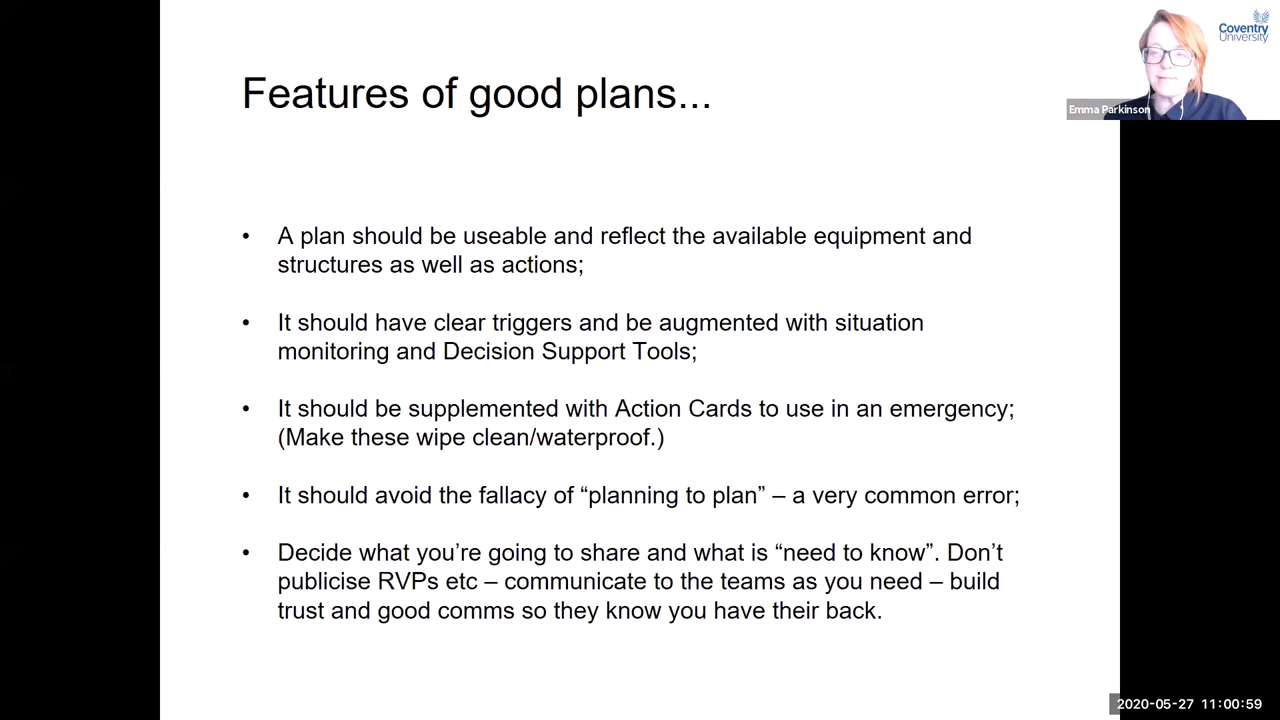 Coventry
University
Emma Parkinson
Features of good plans...
• A plan should be useable and reflect the available equipment and
structures as well as actions;
• It should have clear triggers and be augmented with situation
monitoring and Decision Support Tools;
• It should be supplemented with Action Cards to use in an emergency;
(Make these wipe clean/waterproof.)
• It should avoid the fallacy of “planning to plan” – a very common error;
• Decide what you’re going to share and what is “need to know”. Don’t
publicise RVPs etc – communicate to the teams as you need – build
trust and good comms so they know you have their back.
2020-05-27 11:00:59